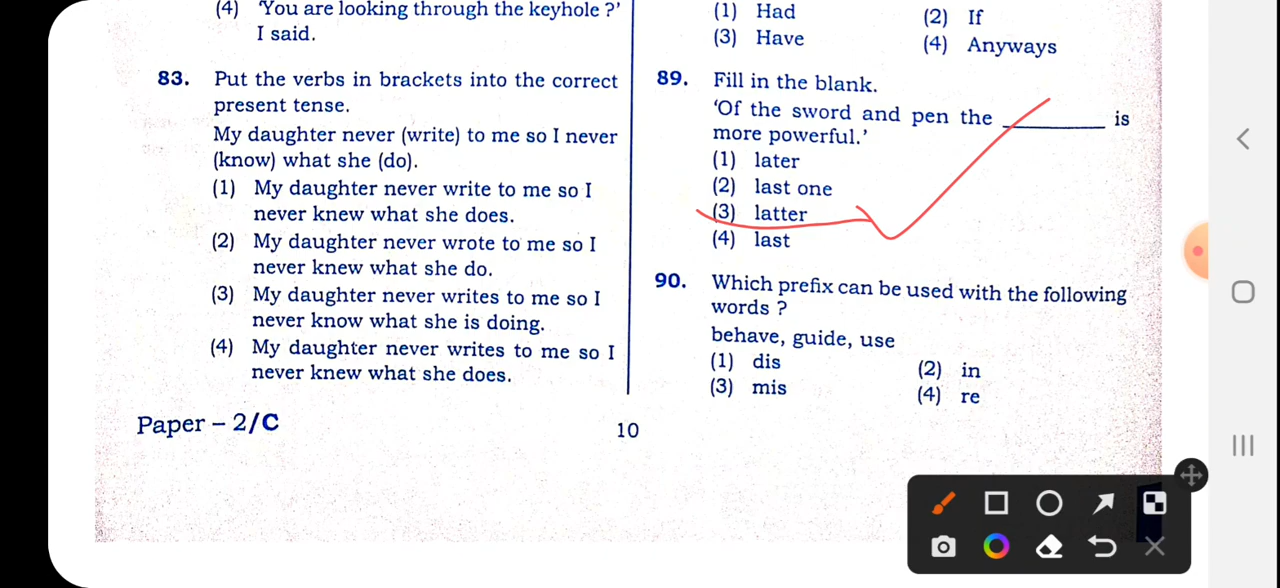 (4) 'You are looking through the keyhole ?'
I said.
83. Put the verbs in brackets into the correct
present tense.
My daughter never (write) to me so I never
(know) what she (do).
(1) My daughter never write to me so I
never knew what she does.
(2) My daughter never wrote to me so I
never knew what she do.
(3) My daughter never writes to me so I
never know what she is doing.
(4) My daughter never writes to me so I
never knew what she does.
(1) Had (2) If
(3) Have (4) Anyways
89. Fill in the blank.
'Of the sword and pen the __________ is
more powerful.'
(1) later
(2) last one
(3) latter
(4) last
90. Which prefix can be used with the following
words ?
behave, guide, use
(1) dis (2) in
(3) mis (4) re
Paper – 2/C
10